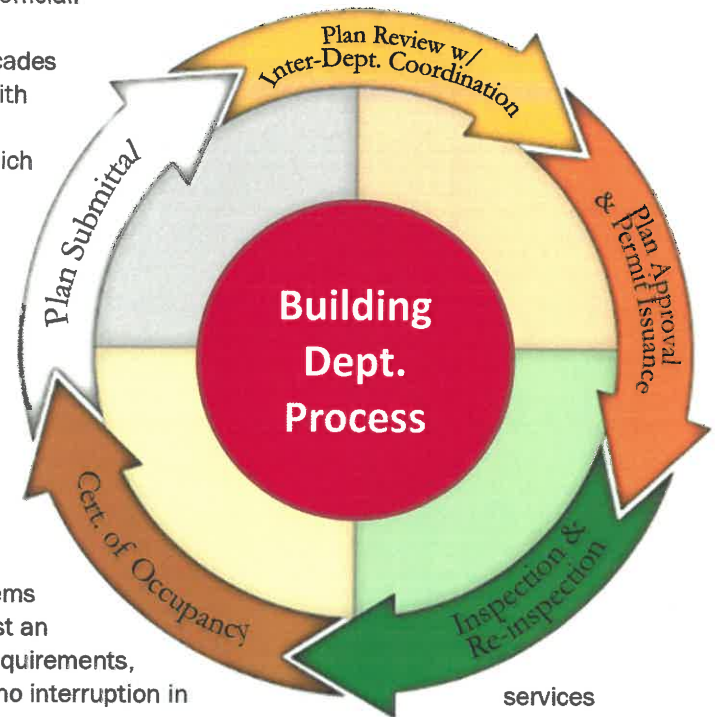 cades
ith
ich
Plan Submittal
Plan Review w/
Inter-Dept. Coordination
Plan Approval
& Permit Issuance
Inspection &
Re-inspection
Cert. of Occupancy
Building
Dept.
Process
ems
st an
quirements,
no interruption in services